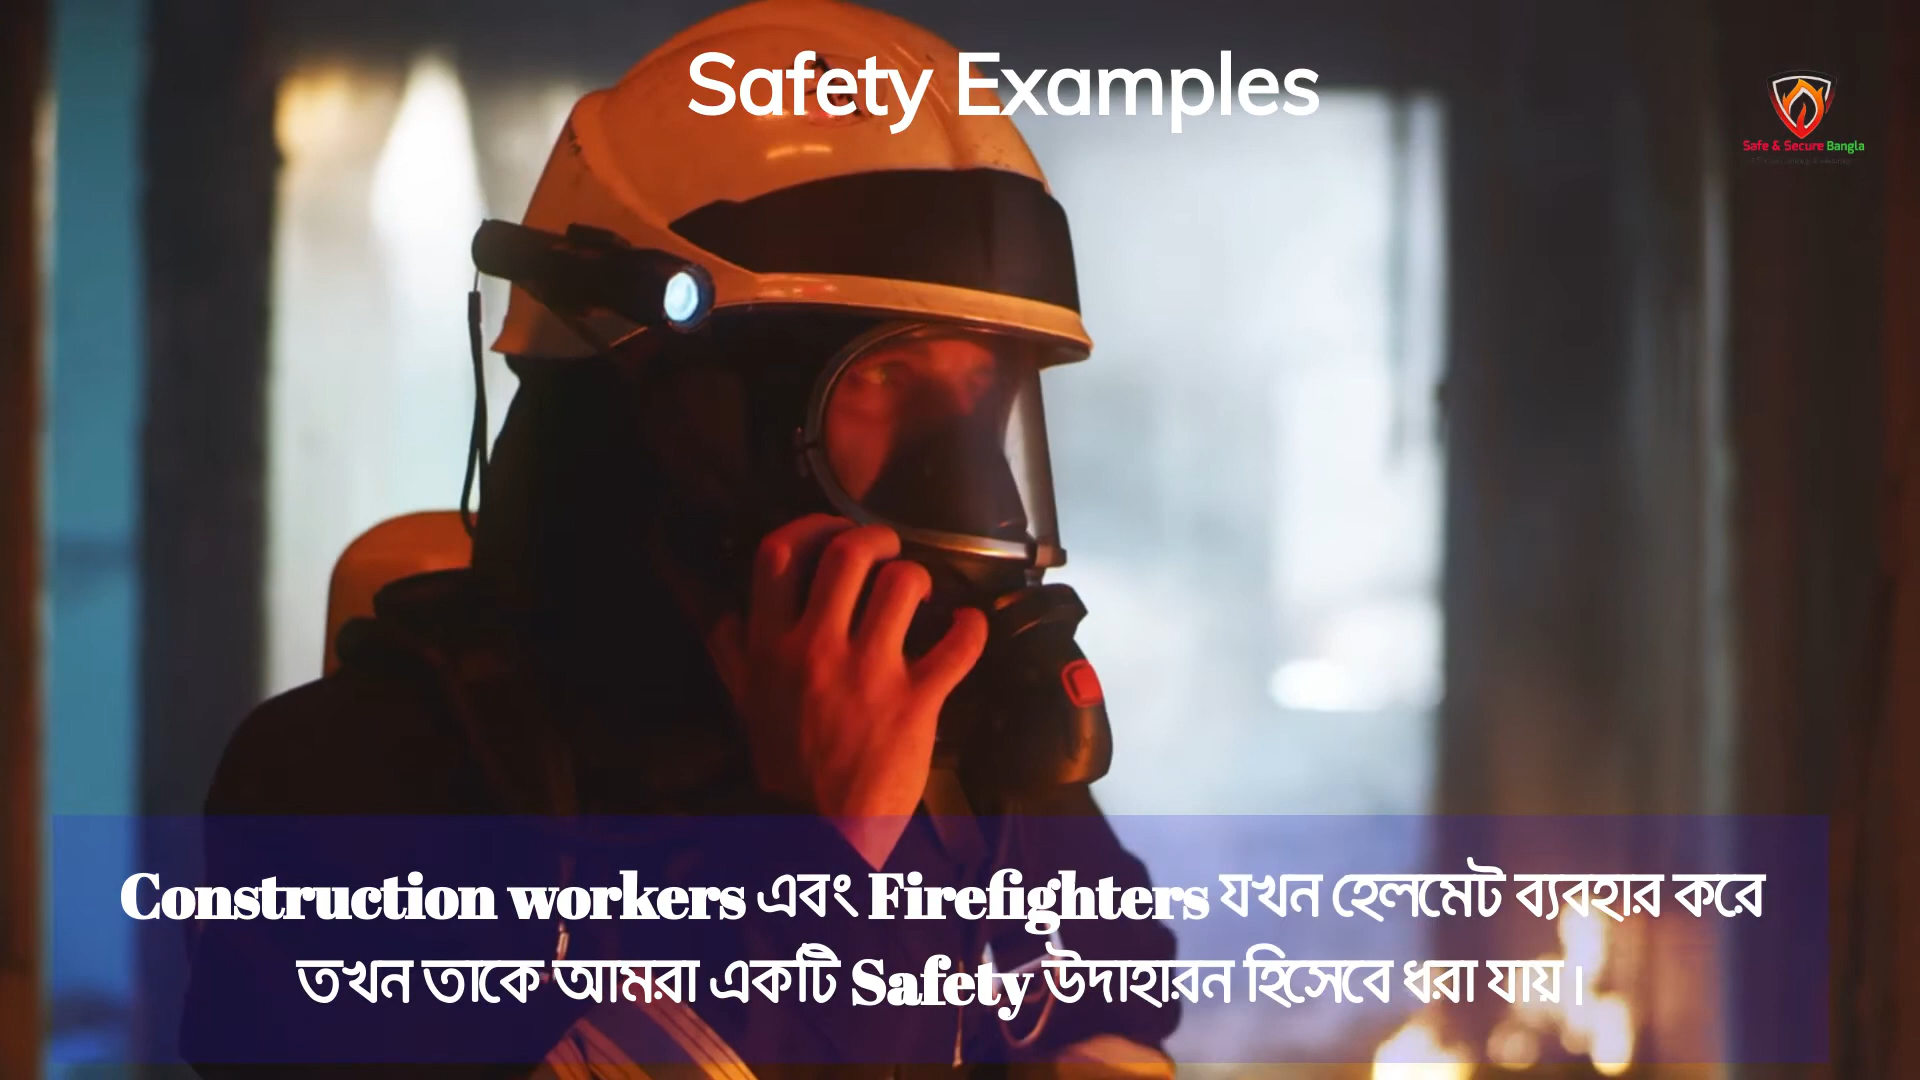 Safety Examples
Safe & Secure Bangla
Construction workers এবং Firefighters যখন হেলমেট ব্যবহার করে
তখন তাকে আমরা একটি Safety উদাহারন হিসেবে ধরা যায়।